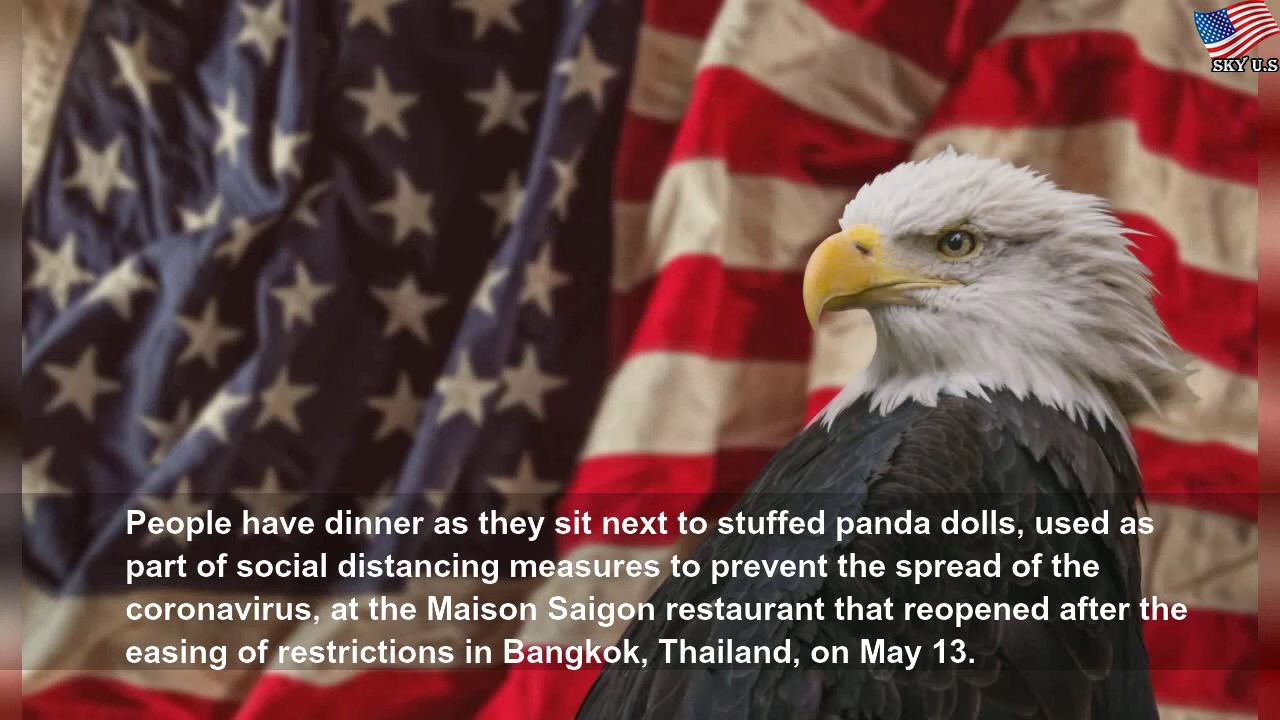 SKY U.S
People have dinner as they sit next to stuffed panda dolls, used as
part of social distancing measures to prevent the spread of the
coronavirus, at the Maison Saigon restaurant that reopened after the
easing of restrictions in Bangkok, Thailand, on May 13.